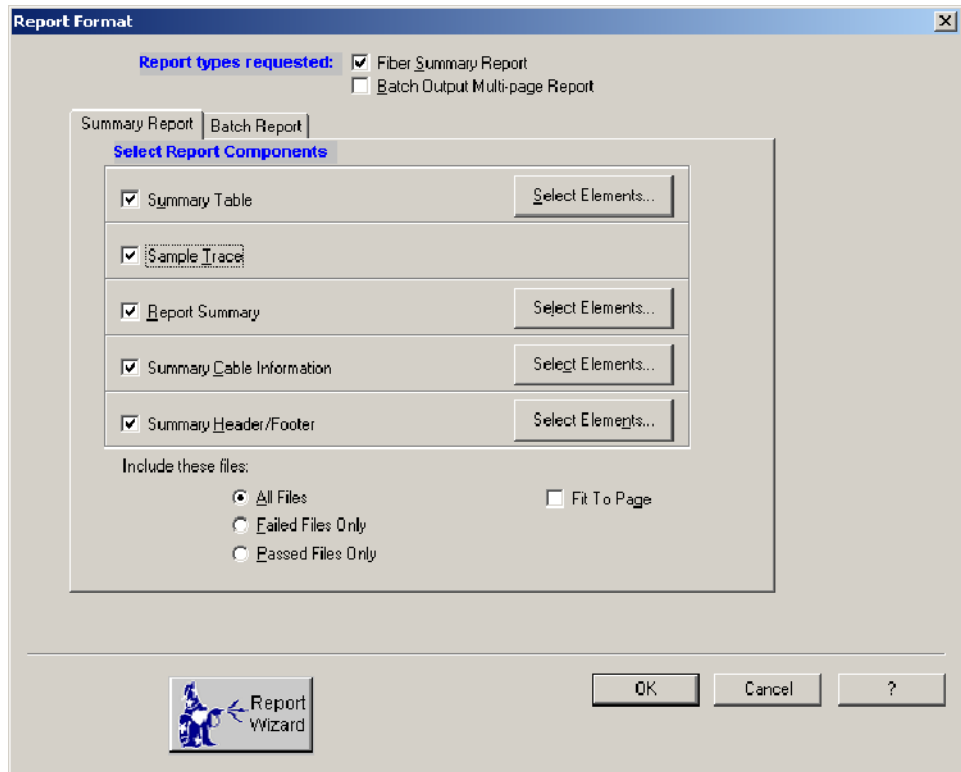 Report Format
Report types requested: Fiber Summary Report
Batch Output Multi-page Report
Summary Report Batch Report
Select Report Components
Summary Table Select Elements...
Sample Trace
Report Summary Select Elements...
Summary Cable Information Select Elements...
Summary Header/Footer Select Elements...
Include these files:
All Files Fit To Page
Failed Files Only
Passed Files Only
Report
Wizard
OK Cancel ?